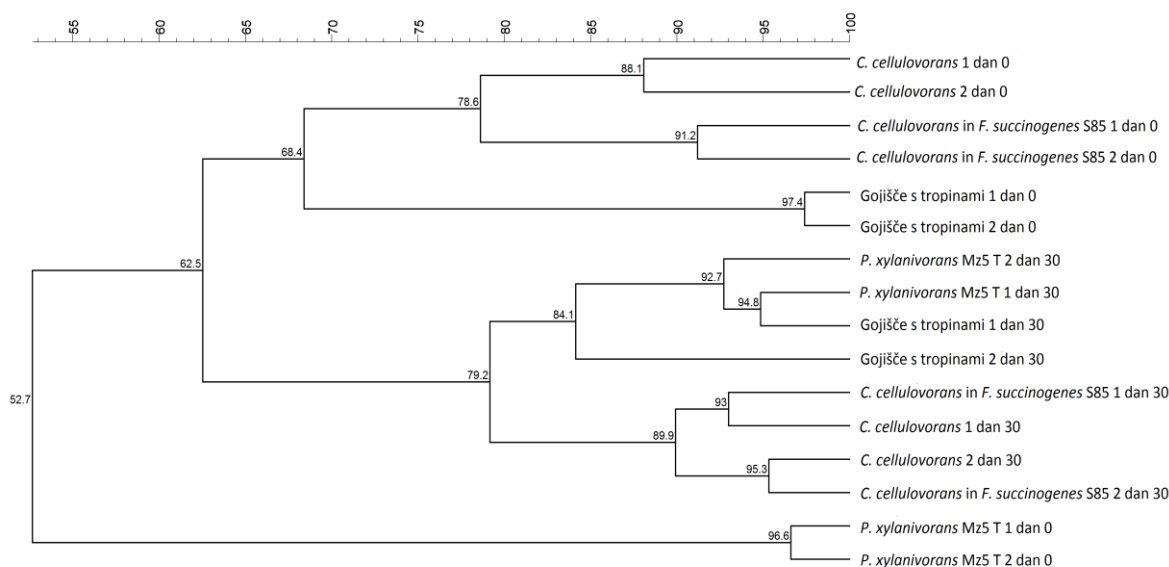 55 60 65 70 75 80 85 90 95 100
C. cellulovorans 1 dan 0
88.1
C. cellulovorans 2 dan 0
78.6
C. cellulovorans in F. succinogenes S85 1 dan 0
91.2
C. cellulovorans in F. succinogenes S85 2 dan 0
68.4
Gojišče s tropinami 1 dan 0
97.4
Gojišče s tropinami 2 dan 0
62.5
P. xylanivorans Mz5 T 2 dan 30
92.7
P. xylanivorans Mz5 T 1 dan 30
94.8
84.1
Gojišče s tropinami 1 dan 30
Gojišče s tropinami 2 dan 30
79.2
C. cellulovorans in F. succinogenes S85 1 dan 30
93
52.7
C. cellulovorans 1 dan 30
89.9
C. cellulovorans 2 dan 30
95.3
C. cellulovorans in F. succinogenes S85 2 dan 30
P. xylanivorans Mz5 T 1 dan 0
96.6
P. xylanivorans Mz5 T 2 dan 0